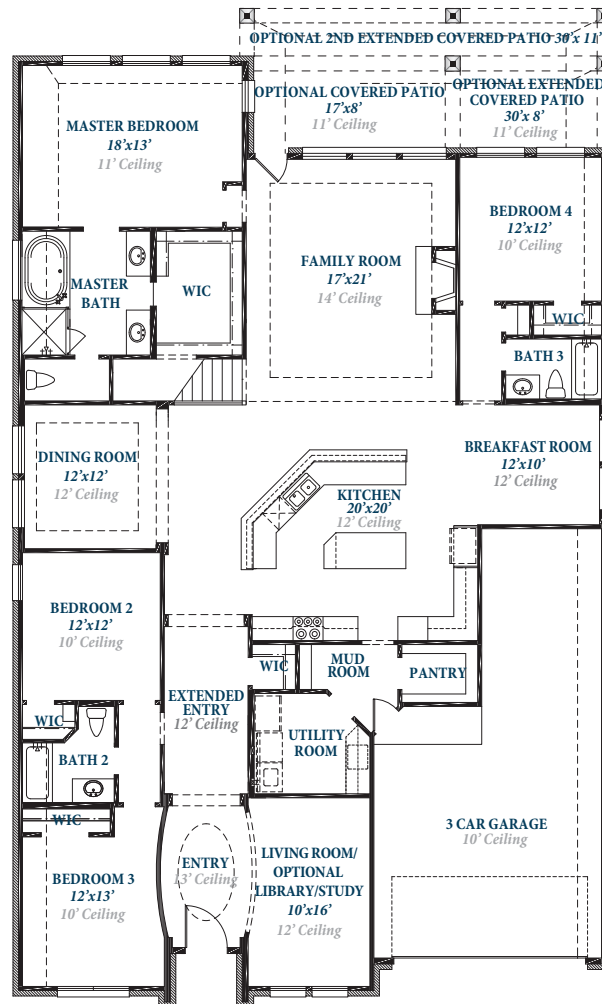 OPTIONAL 2ND EXTENDED COVERED PATIO 30'x 11'
OPTIONAL COVERED PATIO
17'x8'
11' Ceiling
OPTIONAL EXTENDED
COVERED PATIO
30'x 8'
11' Ceiling
MASTER BEDROOM
18'x13'
11' Ceiling
BEDROOM 4
12'x12'
10' Ceiling
FAMILY ROOM
17'x21'
14' Ceiling
MASTER
BATH
WIC
WIC
BATH 3
DINING ROOM
12'x12'
12' Ceiling
BREAKFAST ROOM
12'x10'
12' Ceiling
KITCHEN
20'x20'
12' Ceiling
BEDROOM 2
12'x12'
10' Ceiling
WIC
MUD
ROOM
PANTRY
EXTENDED
ENTRY
12' Ceiling
WIC
UTILITY
ROOM
BATH 2
WIC
3 CAR GARAGE
10' Ceiling
ENTRY
13' Ceiling
LIVING ROOM/
OPTIONAL
LIBRARY/STUDY
10'x16'
12' Ceiling
BEDROOM 3
12'x13'
10' Ceiling